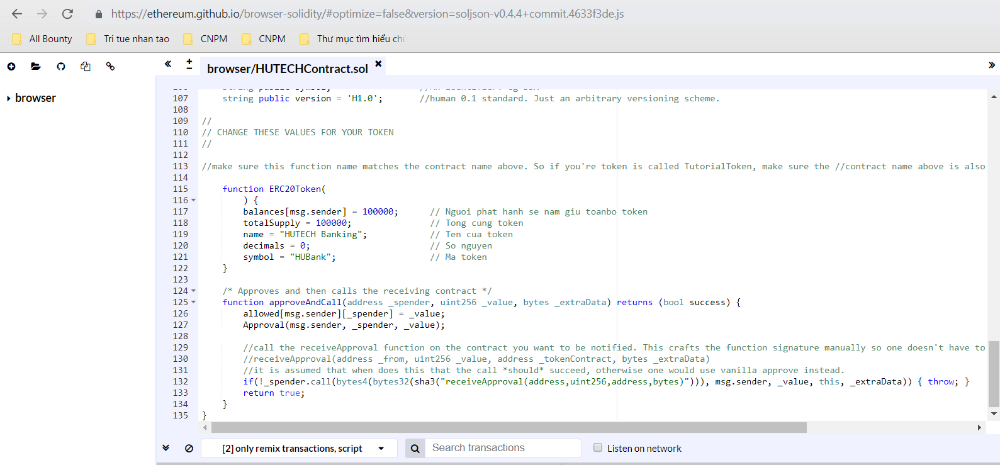 https://ethereum.github.io/browser-solidity/#optimize=false&version=soljson-v0.4.4+commit.4633f3de.js
All Bounty Tri tue nhan tao CNPM CNPM Thư mục tìm hiểu
browser/HUTECHContract.sol
browser
107 string public version = 'H1.0'; //human 0.1 standard. Just an arbitrary versioning scheme.
108
109 //
110 // CHANGE THESE VALUES FOR YOUR TOKEN
111 //
112
113 //make sure this function name matches the contract name above. So if you're token is called TutorialToken, make sure the //contract name above is also
114
115 function ERC20Token(
116 ) {
117 balances[msg.sender] = 100000; // Nguoi phat hanh se nam giu toanbo token
118 totalSupply = 100000; // Tong cung token
119 name = "HUTECH Banking"; // Ten cua token
120 decimals = 0; // So nguyen
121 symbol = "HUBank"; // Ma token
122 }
123
124 /* Approves and then calls the receiving contract */
125 function approveAndCall(address _spender, uint256 _value, bytes _extraData) returns (bool success) {
126 allowed[msg.sender][_spender] = _value;
127 Approval(msg.sender, _spender, _value);
128
129 //call the receiveApproval function on the contract you want to be notified. This crafts the function signature manually so one doesn't have to
130 //receiveApproval(address _from, uint256 _value, address _tokenContract, bytes _extraData)
131 //it is assumed that when does this that the call *should* succeed, otherwise one would use vanilla approve instead.
132 if(!_spender.call(bytes4(bytes32(sha3("receiveApproval(address,uint256,address,bytes)"))), msg.sender, _value, this, _extraData)) { throw; }
133 return true;
134 }
135 }
[2] only remix transactions, script Search transactions Listen on network